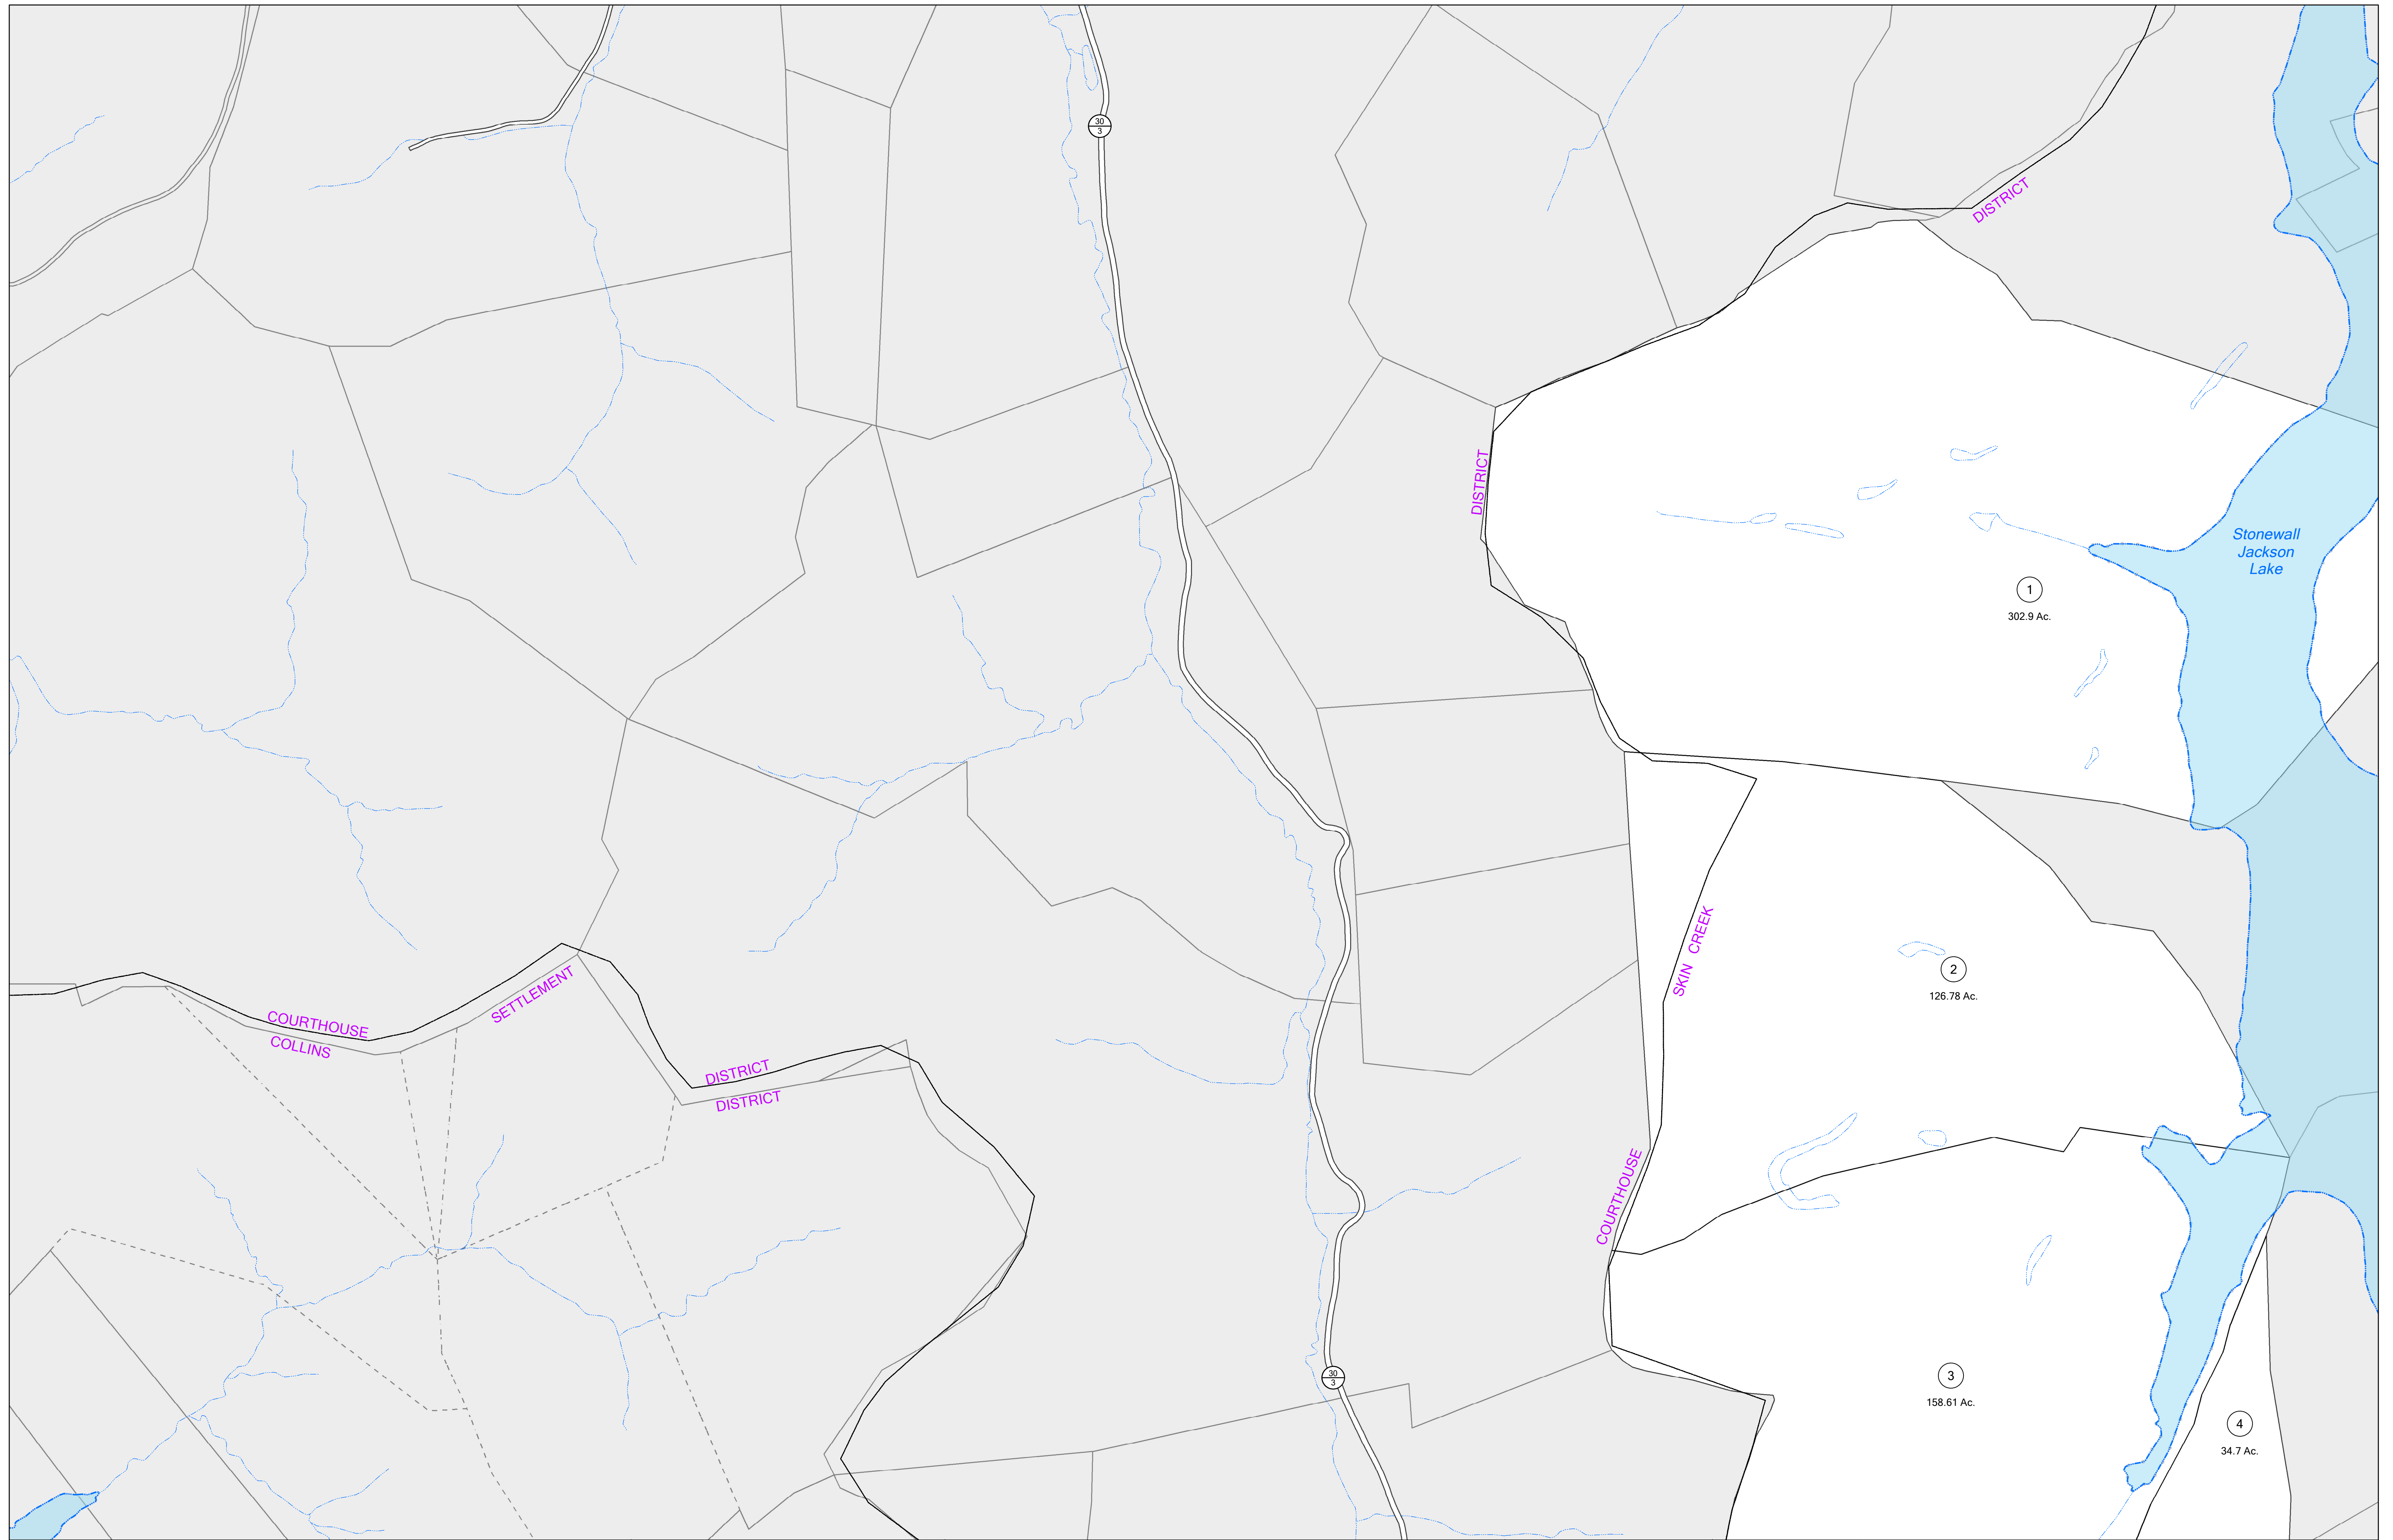 30
3
DISTRICT
DISTRICT
Stonewall
Jackson
Lake
1
302.9 Ac.
SKIN CREEK
2
126.78 Ac.
SETTLEMENT
COURTHOUSE
COLLINS
DISTRICT
DISTRICT
COURTHOUSE
30
3
3
158.61 Ac.
4
34.7 Ac.